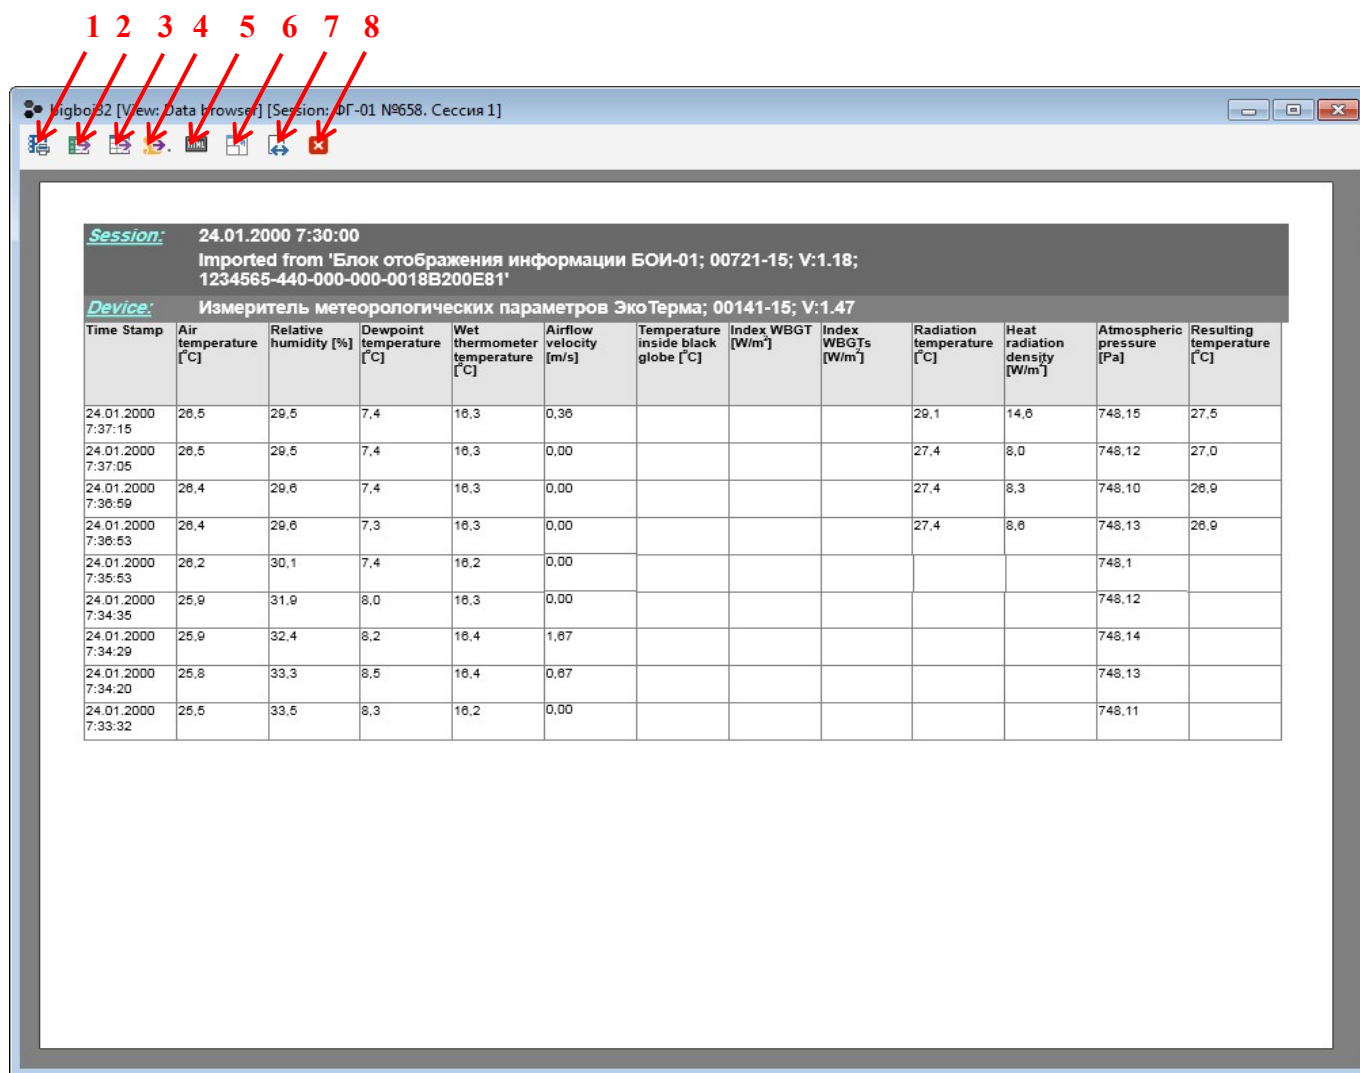 1 2 3 4 5 6 7 8
bigboi32 [View: Data browser] [Session: ФГ-01 №658. Сессия 1]
HTML
Session: 24.01.2000 7:30:00
Imported from 'Блок отображения информации БОИ-01; 00721-15; V:1.18;
1234565-440-000-000-0018B200E81'
Device: Измеритель метеорологических параметров ЭкоТерма; 00141-15; V:1.47
Time Stamp Air Relative Dewpoint Wet Airflow Temperature Index WBGT Index Radiation Heat Atmospheric Resulting
temperature humidity [%] temperature thermometer velocity inside black [W/m²] WBGTs temperature radiation pressure temperature
[°C] [°C] temperature [m/s] globe [°C] [W/m²] [°C] density [Pa] [°C]
[°C] [W/m²]
24.01.2000 26,5 29,5 7,4 16,3 0,36 29,1 14,6 748,15 27,5
7:37:15
24.01.2000 26,5 29,5 7,4 16,3 0,00 27,4 8,0 748,12 27,0
7:37:05
24.01.2000 26,4 29,6 7,4 16,3 0,00 27,4 8,3 748,10 26,9
7:36:59
24.01.2000 26,4 29,6 7,3 16,3 0,00 27,4 8,6 748,13 26,9
7:36:53
24.01.2000 26,2 30,1 7,4 16,2 0,00 748,1
7:35:53
24.01.2000 25,9 31,9 8,0 16,3 0,00 748,12
7:34:35
24.01.2000 25,9 32,4 8,2 16,4 1,67 748,14
7:34:29
24.01.2000 25,8 33,3 8,5 16,4 0,67 748,13
7:34:20
24.01.2000 25,5 33,5 8,3 16,2 0,00 748,11
7:33:32